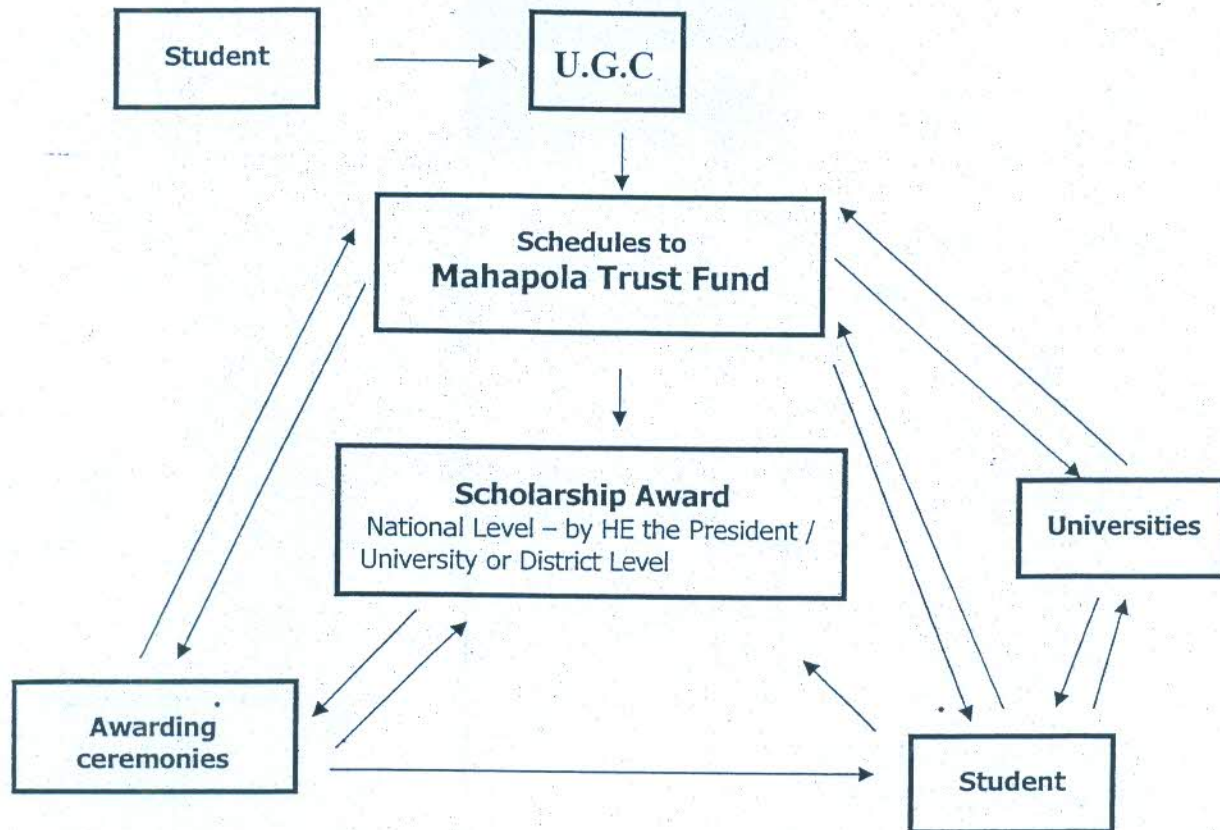 Student
U.G.C
Schedules to
Mahapola Trust Fund
Scholarship Award
National Level – by HE the President /
University or District Level
Universities
Awarding
ceremonies
Student